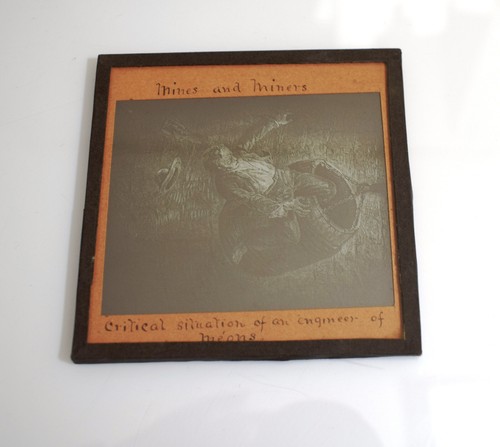 Mines and Miners
Critical situation of an engineer of
Méons.